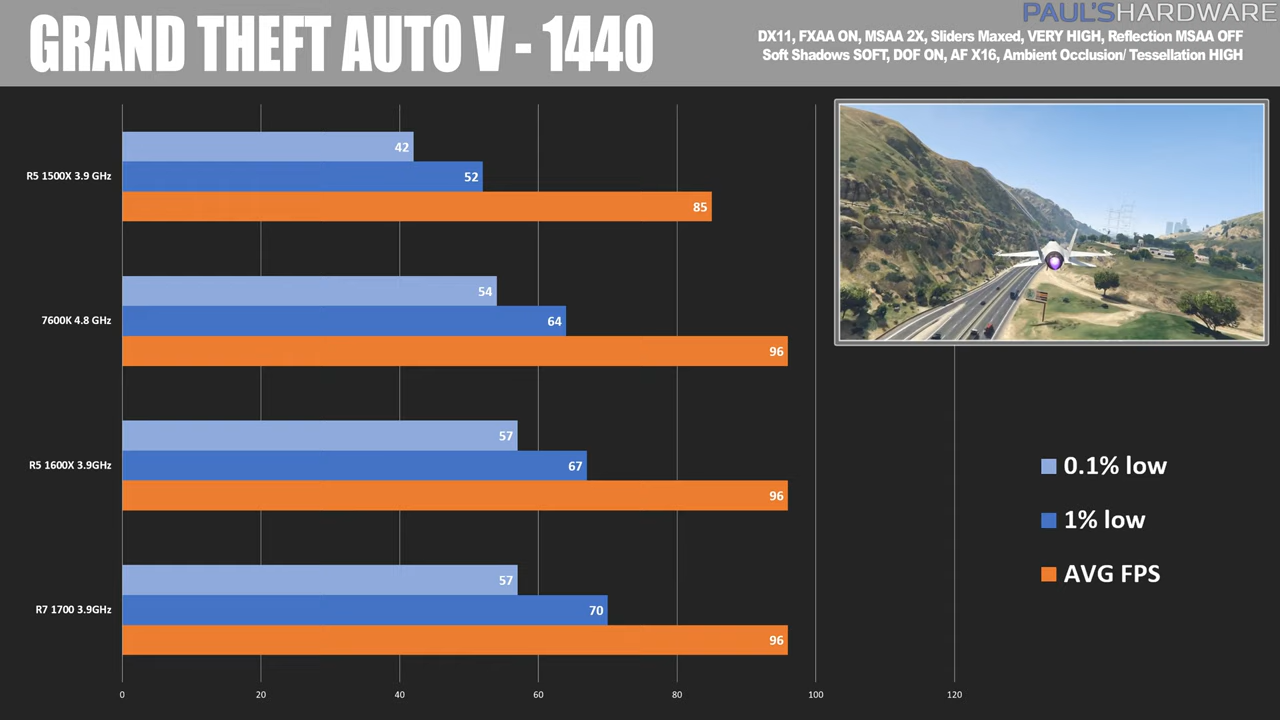 GRAND THEFT AUTO V - 1440
PAUL'SHARDWARE
DX11, FXAA ON, MSAA 2X, Sliders Maxed, VERY HIGH, Reflection MSAA OFF
Soft Shadows SOFT, DOF ON, AF X16, Ambient Occlusion/ Tessellation HIGH
R5 1500X 3.9 GHz
42
52
85
7600K 4.8 GHz
54
64
96
R5 1600X 3.9GHz
57
67
96
R7 1700 3.9GHz
57
70
96
0.1% low
1% low
AVG FPS
0 20 40 60 80 100 120